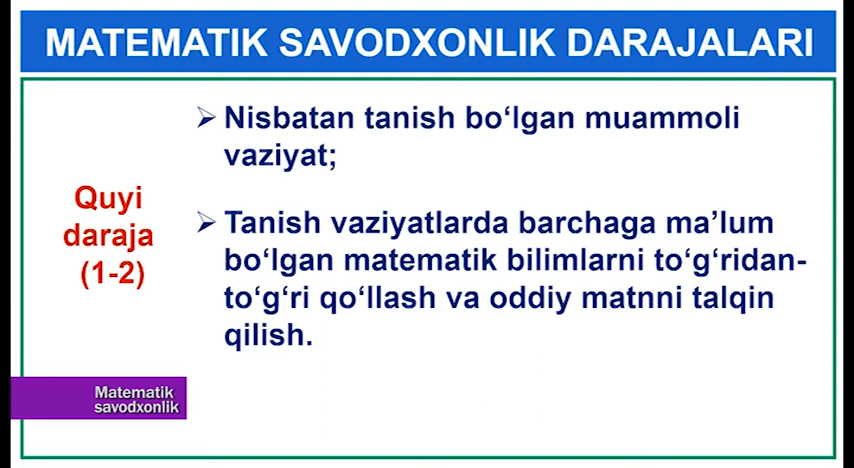 MATEMATIK SAVODXONLIK DARAJALARI
Quyi
daraja
(1-2)
➢ Nisbatan tanish bo‘lgan muammoli
vaziyat;
➢ Tanish vaziyatlarda barchaga ma’lum
bo‘lgan matematik bilimlarni to‘g‘ridan-
to‘g‘ri qo‘llash va oddiy matnni talqin
qilish.
Matematik
savodxonlik